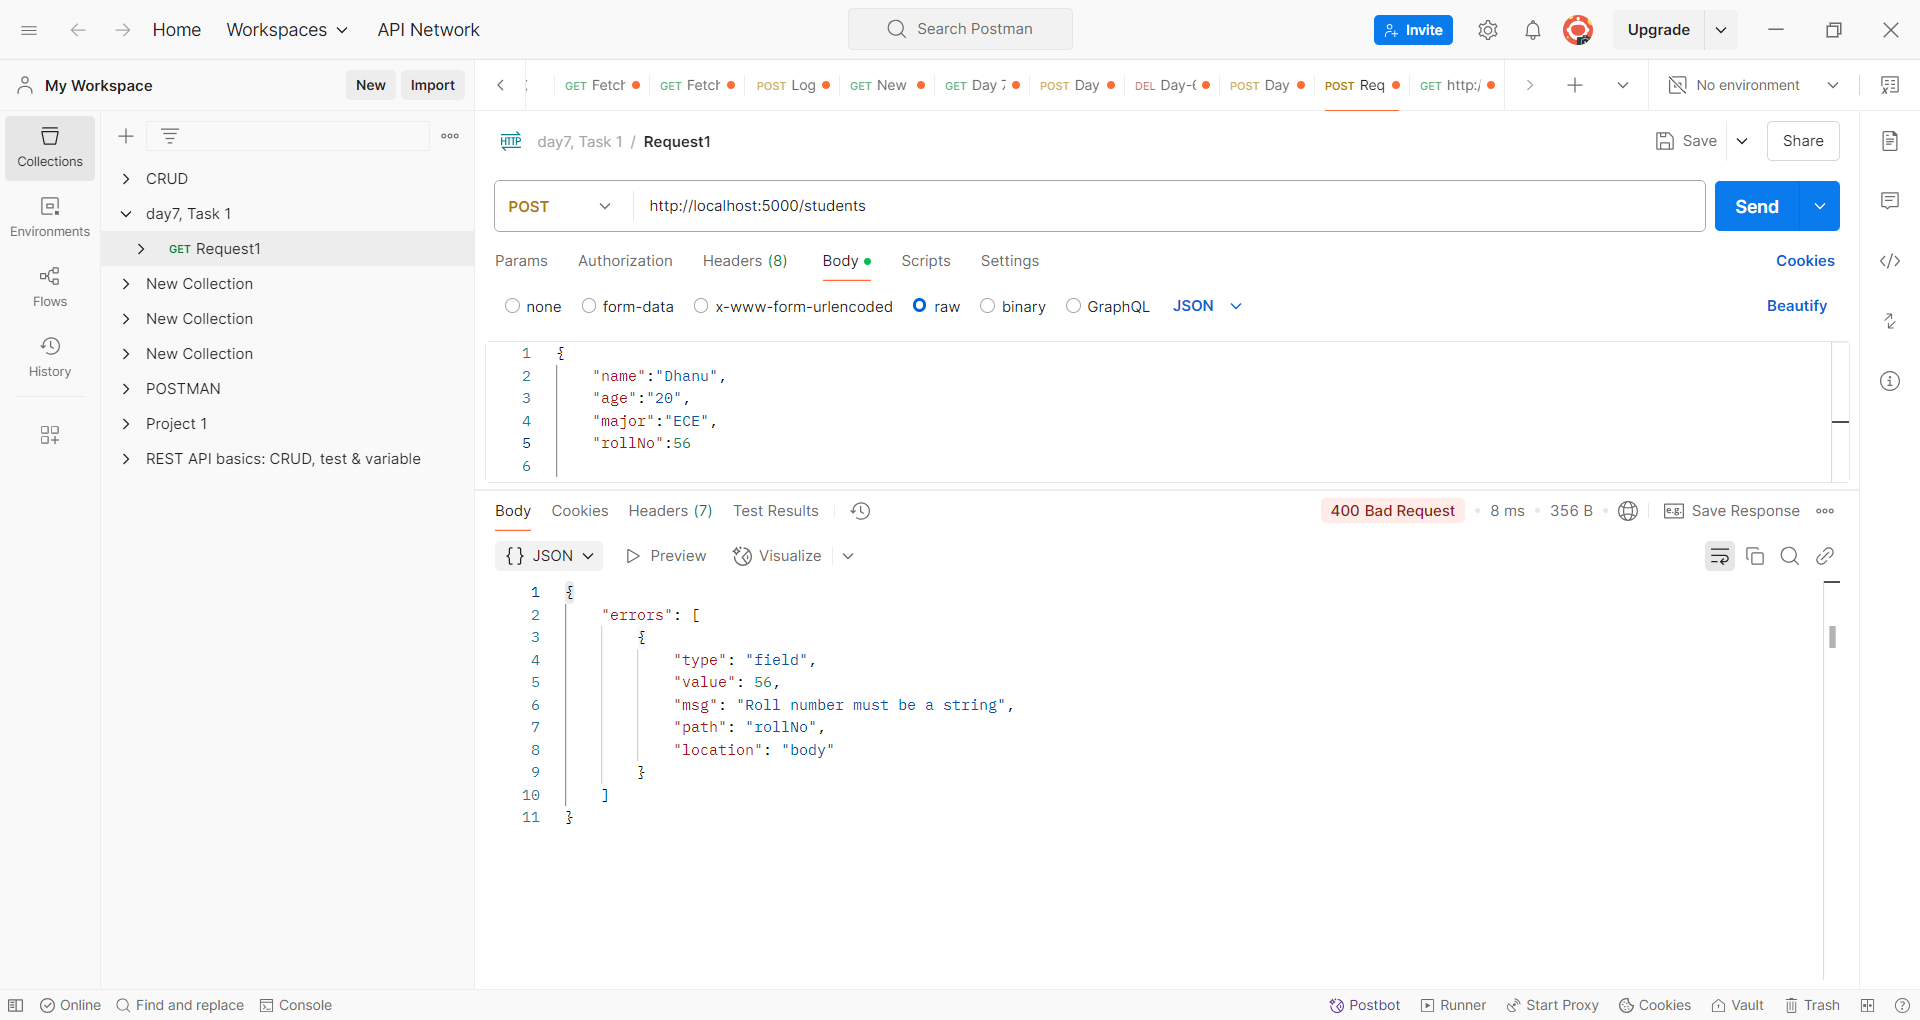 Home Workspaces API Network Search Postman Invite Upgrade
My Workspace New Import
GET Fetch POST Log GET New GET Day 7 POST Day DEL Day-6 POST Day POST Req GET http:/ No environment
Collections
Environments
Flows
History
CRUD
day7, Task 1
GET Request1
New Collection
New Collection
New Collection
POSTMAN
Project 1
REST API basics: CRUD, test & variable
HTTP day7, Task 1 / Request1 Save Share
POST http://localhost:5000/students Send
Params Authorization Headers (8) Body Scripts Settings Cookies
none form-data x-www-form-urlencoded raw binary GraphQL JSON Beautify
1 {
2 "name":"Dhanu",
3 "age":"20",
4 "major":"ECE",
5 "rollNo":56
6
Body Cookies Headers (7) Test Results 400 Bad Request 8 ms 356 B e.g. Save Response
{} JSON Preview Visualize
1 {
2 "errors": [
3 {
4 "type": "field",
5 "value": 56,
6 "msg": "Roll number must be a string",
7 "path": "rollNo",
8 "location": "body"
9 }
10 ]
11 }
Online Find and replace Console Postbot Runner Start Proxy Cookies Vault Trash